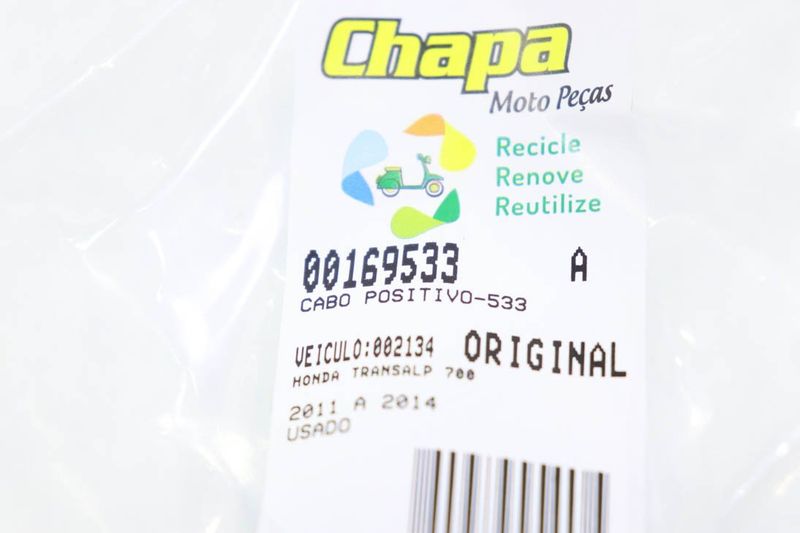 Chapa
Moto Peças
Recicle
Renove
Reutilize
00169533 A
CABO POSITIVO-533
VEICULO:002134 ORIGINAL
HONDA TRANSALP 700
2011 A 2014
USADO